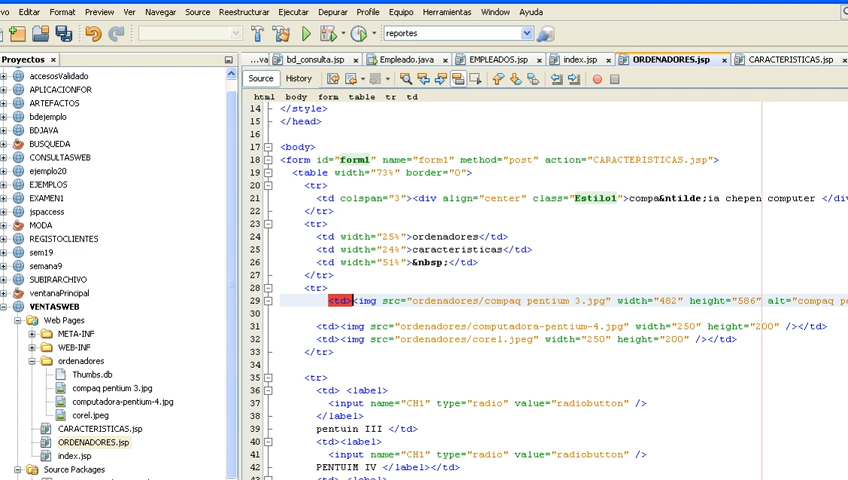 vo Editar Format Preview Ver Navegar Source Reestructurar Ejecutar Depurar Profile Equipo Herramientas Window Ayuda
reportes
Proyectos
...va bd_consulta.jsp Empleado.java EMPLEADOS.jsp index.jsp ORDENADORES.jsp CARACTERISTICAS.jsp
Source History
html body form table tr td
accesosValidado
APLICACIONFOR
ARTEFACTOS
bdejemplo
BDJAVA
BUSQUEDA
CONSULTASWEB
ejemplo20
EJEMPLOS
EXAMEN1
jspaccess
MODA
REGISTOCLIENTES
sem19
semana9
SUBIRARCHIVO
ventanaPrincipal
VENTASWEB
Web Pages
META-INF
WEB-INF
ordenadores
Thumbs.db
compaq pentium 3.jpg
computadora-pentium-4.jpg
corel.jpeg
CARACTERISTICAS.jsp
ORDENADORES.jsp
index.jsp
Source Packages
14 </style>
15 </head>
16
17 <body>
18 <form id="form1" name="form1" method="post" action="CARACTERISTICAS.jsp">
19 <table width="73%" border="0">
20 <tr>
21 <td colspan="3"><div align="center" class="Estilo1">compa&ntilde;ia chepen computer </div
22 </tr>
23 <tr>
24 <td width="25%">ordenadores</td>
25 <td width="24%">caracteristicas</td>
26 <td width="51%">&nbsp;</td>
27 </tr>
28 <tr>
29 <td><img src="ordenadores/compaq pentium 3.jpg" width="482" height="586" alt="compaq pe
30
31 <td><img src="ordenadores/computadora-pentium-4.jpg" width="250" height="200" /></td>
32 <td><img src="ordenadores/corel.jpeg" width="250" height="200" /></td>
33 </tr>
34
35 <tr>
36 <td> <label>
37 <input name="CH1" type="radio" value="radiobutton" />
38 </label>
39 pentuin III </td>
40 <td><label>
41 <input name="CH1" type="radio" value="radiobutton" />
42 PENTUIM IV </label></td>
43 <td> <label>